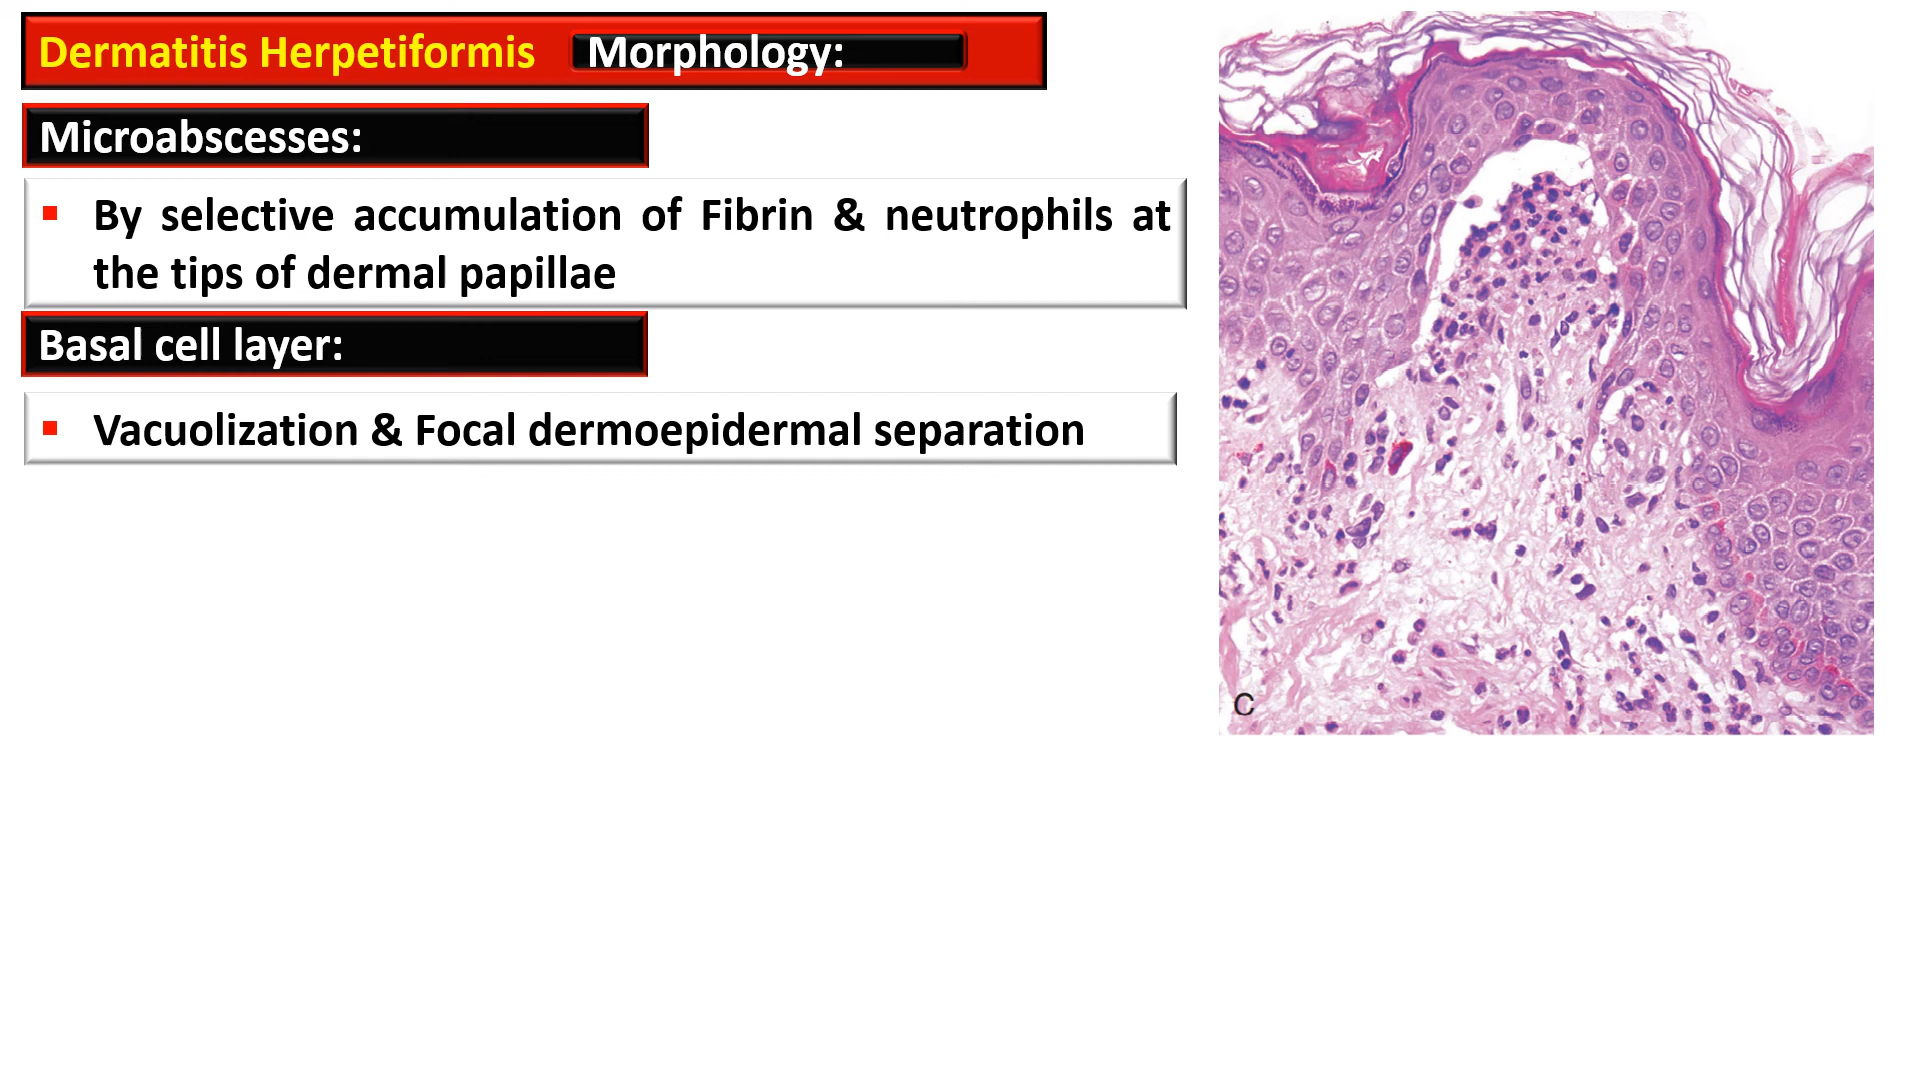 Dermatitis Herpetiformis Morphology:
Microabscesses:
By selective accumulation of Fibrin & neutrophils at
the tips of dermal papillae
Basal cell layer:
Vacuolization & Focal dermoepidermal separation
C